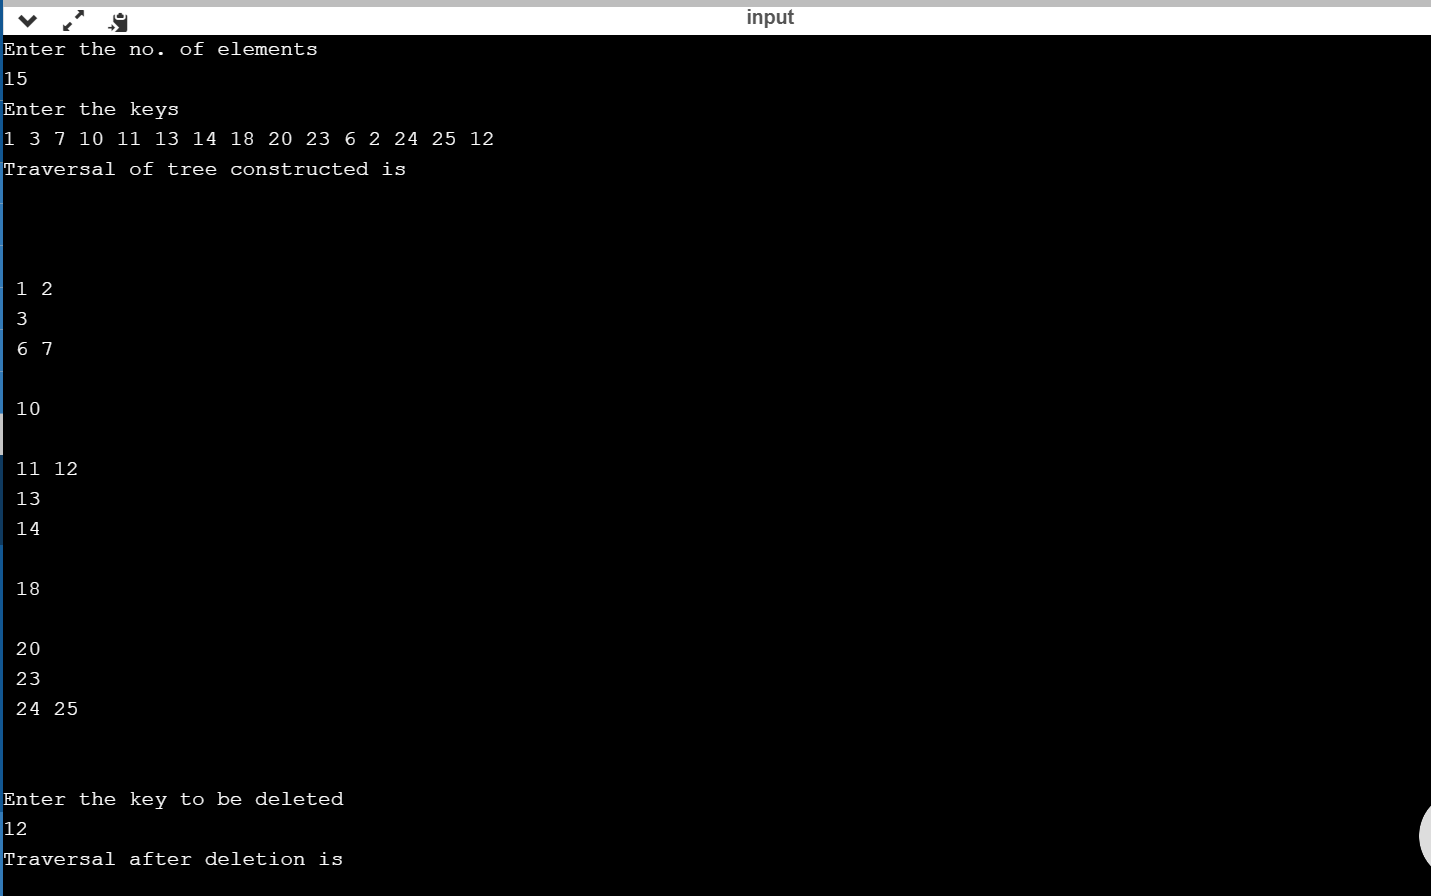 input
Enter the no. of elements
15
Enter the keys
1 3 7 10 11 13 14 18 20 23 6 2 24 25 12
Traversal of tree constructed is
1 2
3
6 7
10
11 12
13
14
18
20
23
24 25
Enter the key to be deleted
12
Traversal after deletion is